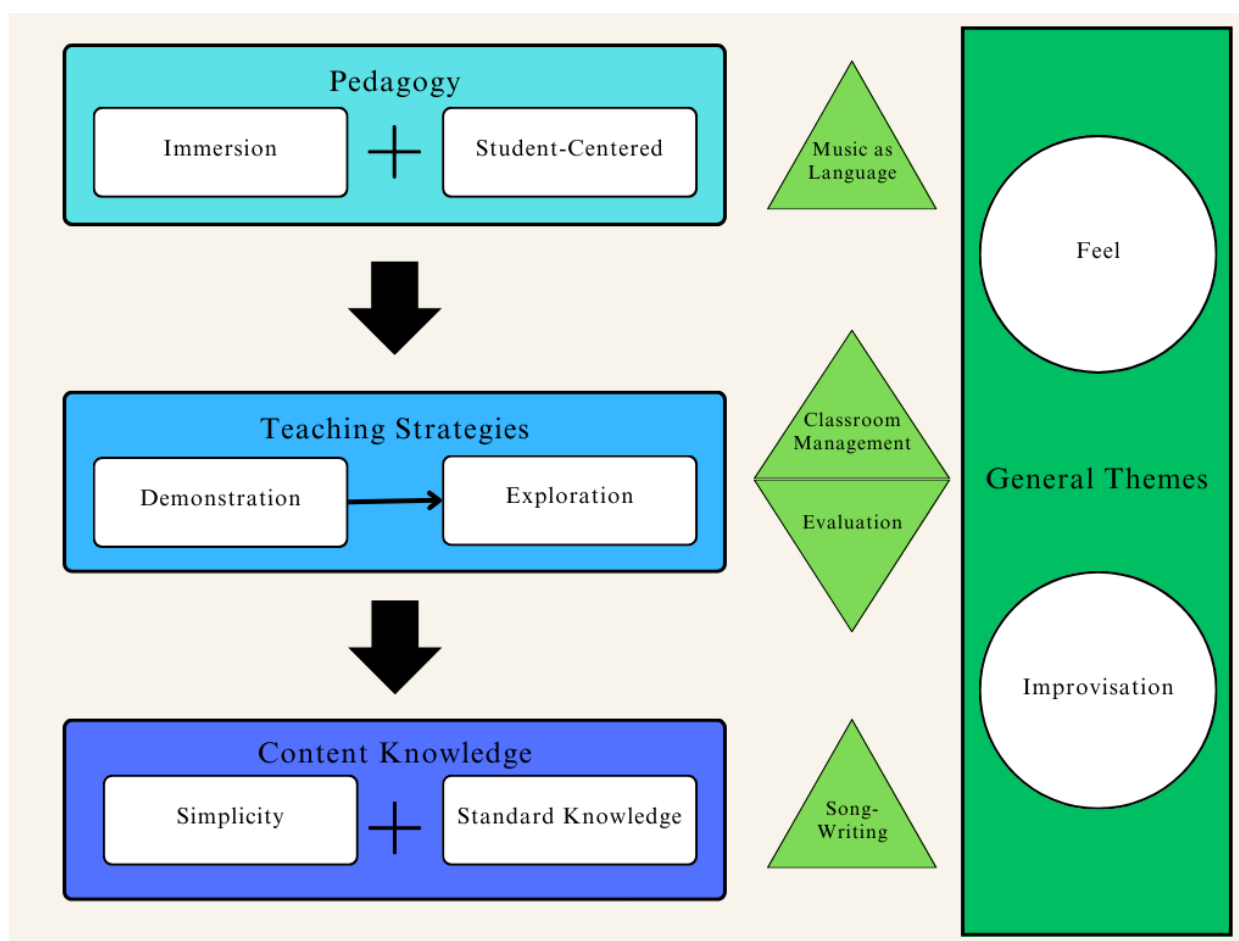 Pedagogy
Immersion
Student-Centered
Music as
Language
Feel
Teaching Strategies
Demonstration
Exploration
Classroom
Management
Evaluation
General Themes
Content Knowledge
Simplicity
Standard Knowledge
Song-
Writing
Improvisation